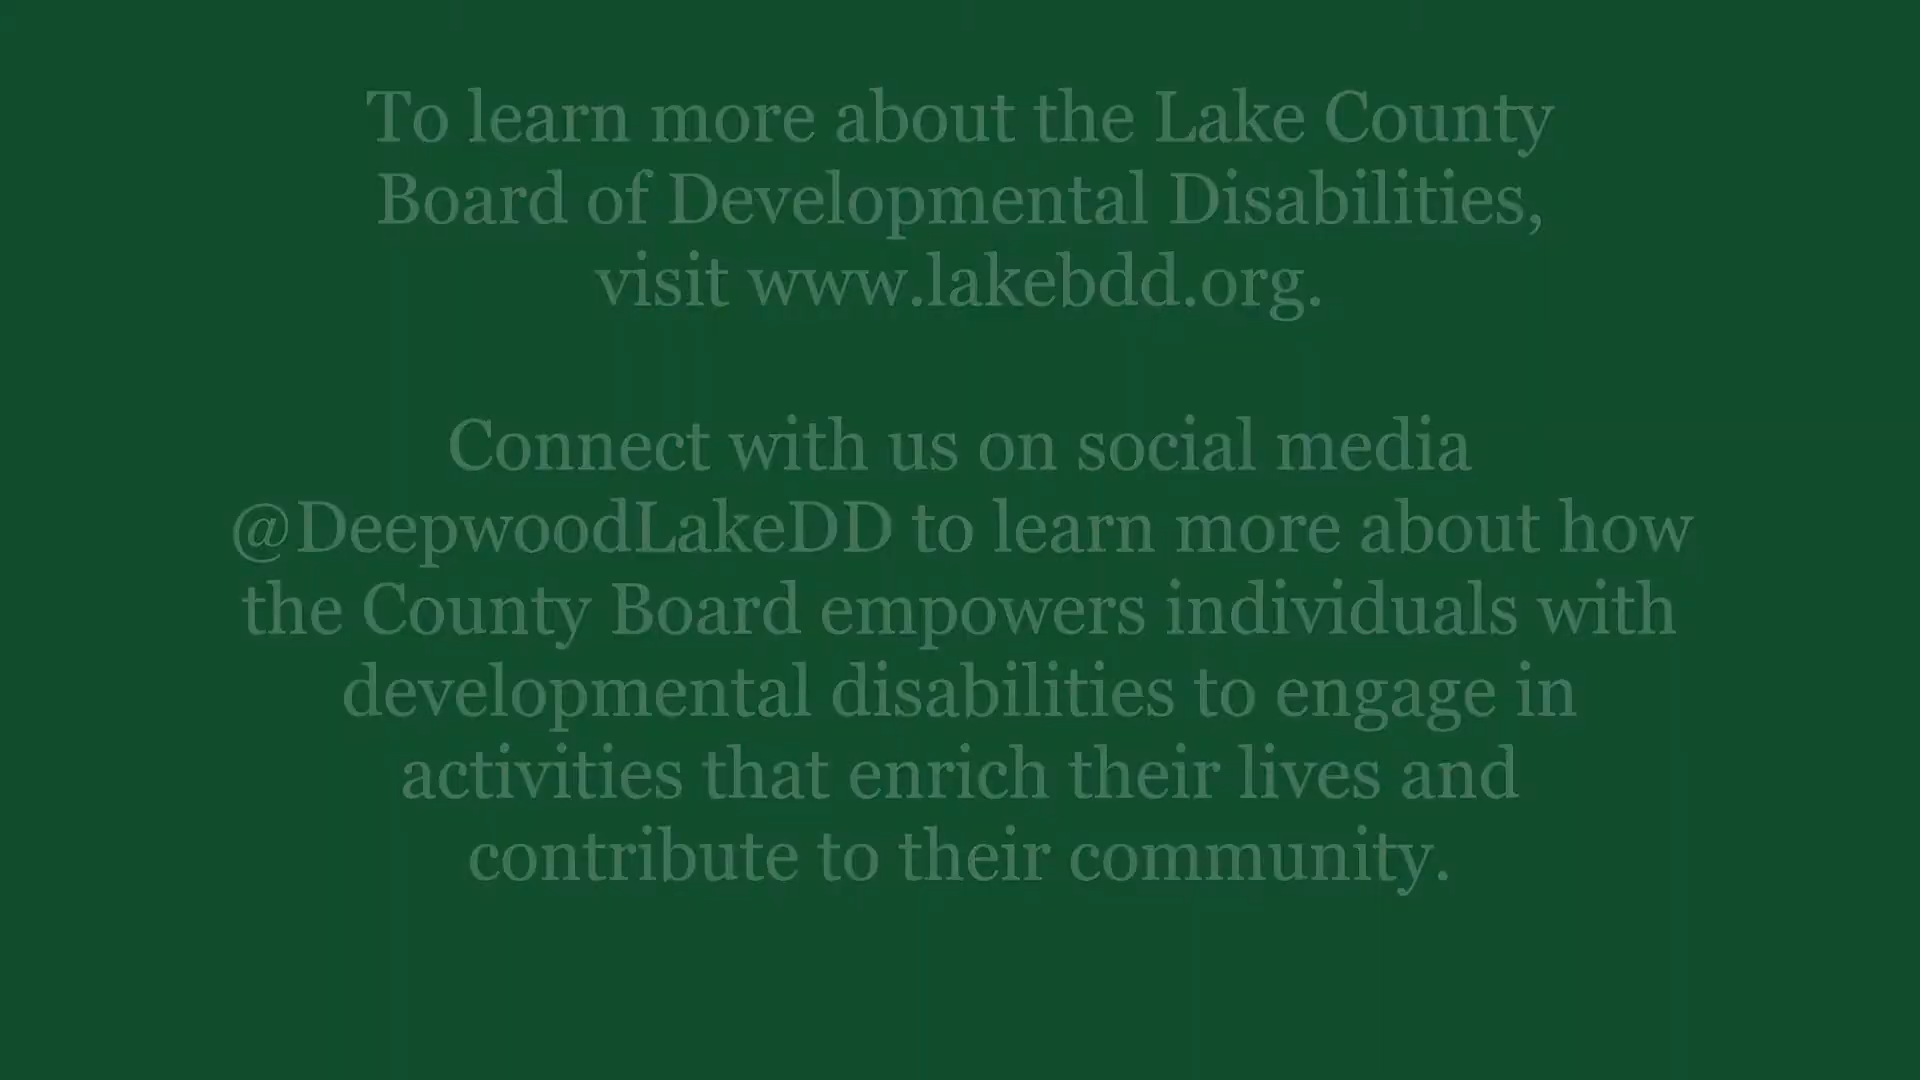 To learn more about the Lake County
Board of Developmental Disabilities,
visit www.lakebdd.org.
Connect with us on social media
@DeepwoodLakeDD to learn more about how
the County Board empowers individuals with
developmental disabilities to engage in
activities that enrich their lives and
contribute to their community.